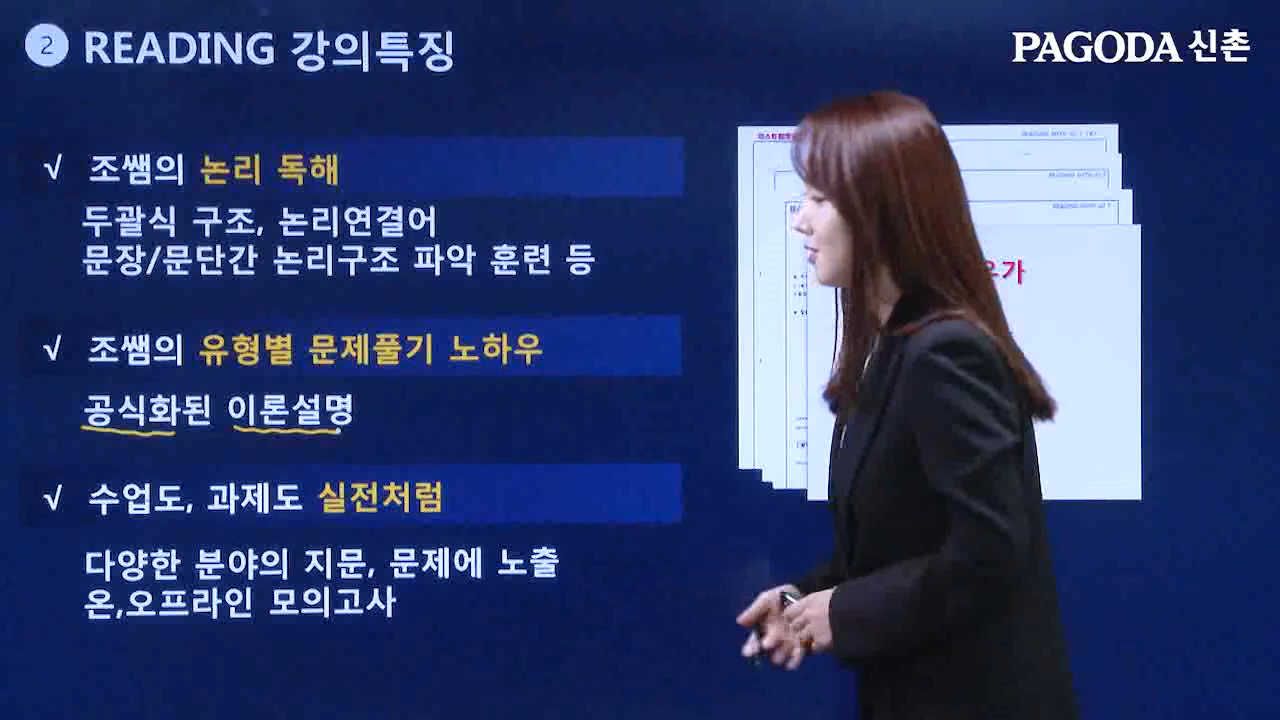 2 READING 강의특징
PAGODA 신촌
√ 조쌤의 논리 독해
두괄식 구조, 논리연결어
문장/문단간 논리구조 파악 훈련 등
√ 조쌤의 유형별 문제풀기 노하우
공식화된 이론설명
√ 수업도, 과제도 실전처럼
다양한 분야의 지문, 문제에 노출
온,오프라인 모의고사